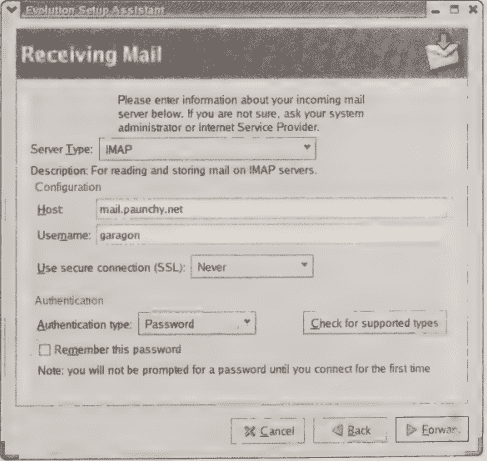 Evolution Setup Assistant
Receiving Mail
Please enter information about your incoming mail
server below. If you are not sure, ask your system
administrator or Internet Service Provider.
Server Type: IMAP
Description: For reading and storing mail on IMAP servers.
Configuration
Host mail.paunchy.net
Username: garagon
Use secure connection (SSL): Never
Authentication
Authentication type: Password Check for supported types
Remember this password
Note: you will not be prompted for a password until you connect for the first time
Cancel Back Forwar